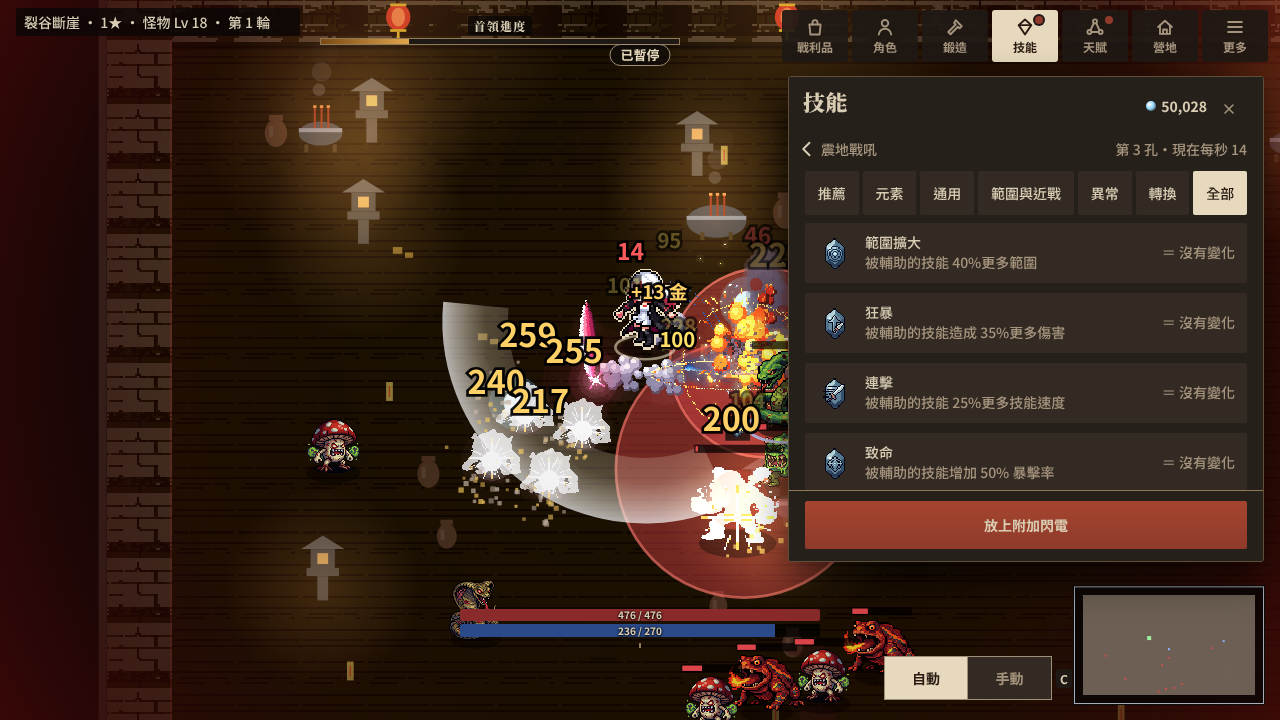 裂谷斷崖 · 1★ · 怪物 Lv 18 · 第 1 輪
首領進度
已暫停
戰利品
角色
鍛造
技能
天賦
營地
更多
技能
50,028
震地戰吼
第 3 孔・現在每秒 14
推薦
元素
通用
範圍與近戰
異常
轉換
全部
範圍擴大
被輔助的技能 40%更多範圍
＝ 沒有變化
狂暴
被輔助的技能造成 35%更多傷害
＝ 沒有變化
連擊
被輔助的技能 25%更多技能速度
＝ 沒有變化
致命
被輔助的技能增加 50% 暴擊率
＝ 沒有變化
放上附加閃電
14
95
46
22
+13 金
100
259
255
240
217
200
476 / 476
236 / 270
自動
手動
C